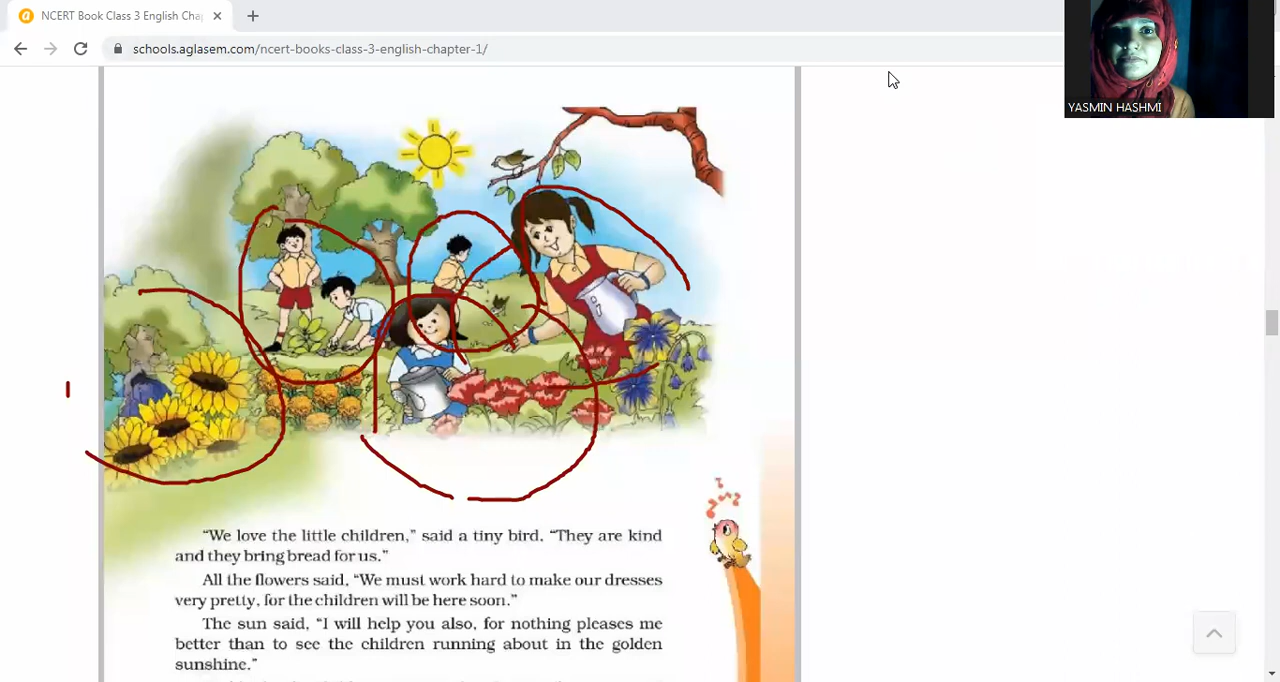 NCERT Book Class 3 English Cha
schools.aglasem.com/ncert-books-class-3-english-chapter-1/
YASMIN HASHMI
“We love the little children,” said a tiny bird, “They are kind
and they bring bread for us.”
All the flowers said, “We must work hard to make our dresses
very pretty, for the children will be here soon.”
The sun said, “I will help you also, for nothing pleases me
better than to see the children running about in the golden
sunshine.”